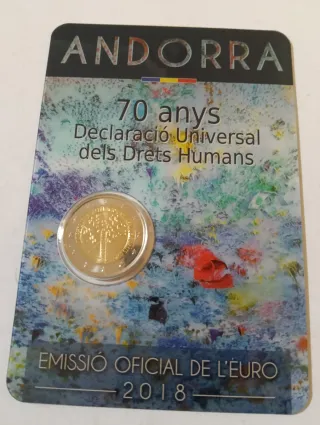 ANDORRA
70 anys
Declaració Universal
dels Drets Humans
EMISSIÓ OFICIAL DE L'EURO
2018